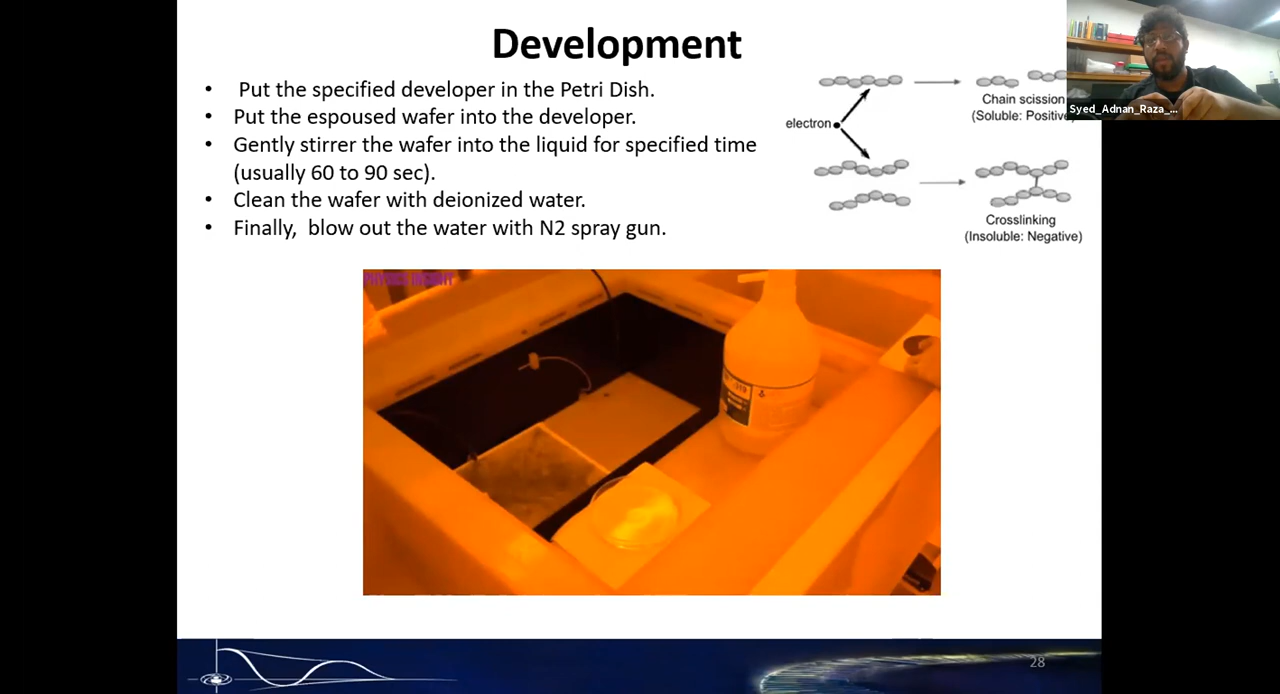 Development
• Put the specified developer in the Petri Dish.
• Put the espoused wafer into the developer.
• Gently stirrer the wafer into the liquid for specified time
(usually 60 to 90 sec).
• Clean the wafer with deionized water.
• Finally, blow out the water with N2 spray gun.
electron
Chain scission
(Soluble: Positive
Crosslinking
(Insoluble: Negative)
Syed_Adnan_Raza_...
PHYSICS INSIGHT
28